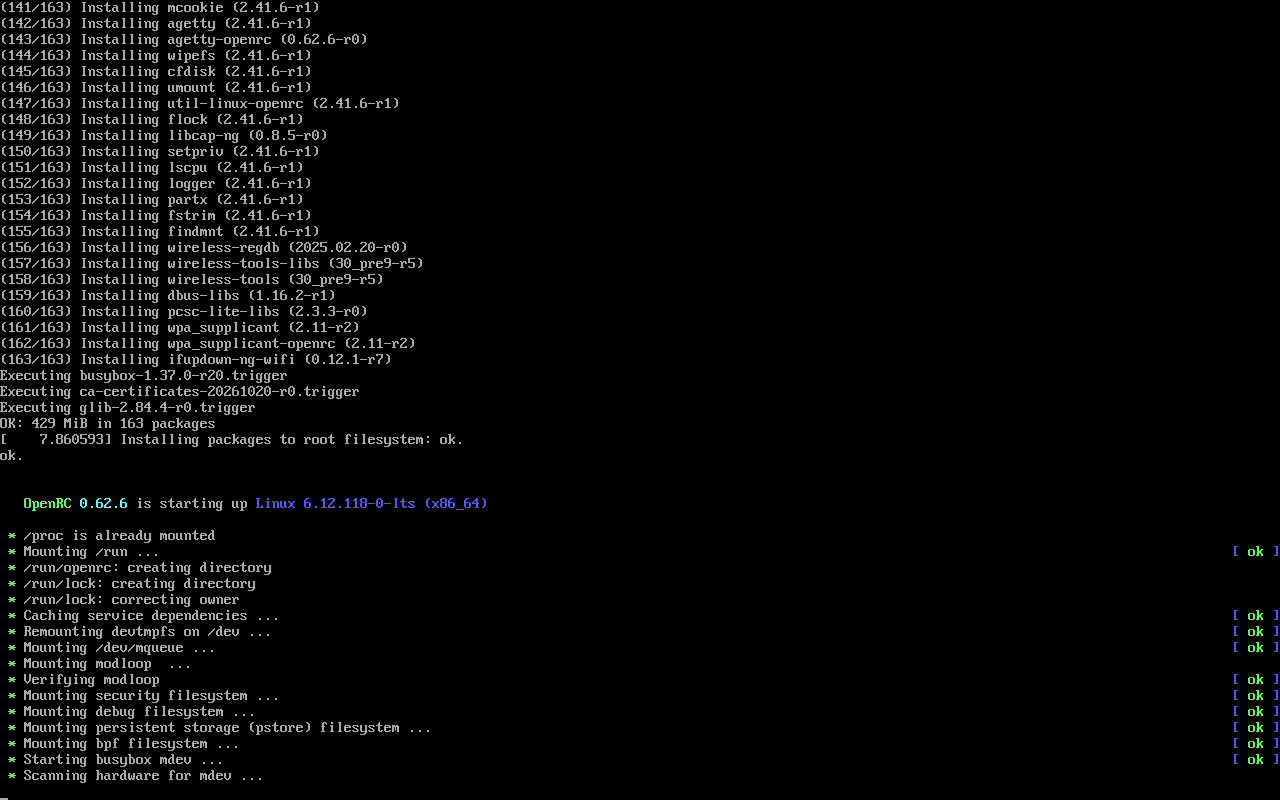 (141/163) Installing mcookie (2.41.6-r1)
(142/163) Installing agetty (2.41.6-r1)
(143/163) Installing agetty-openrc (0.62.6-r0)
(144/163) Installing wipefs (2.41.6-r1)
(145/163) Installing cfdisk (2.41.6-r1)
(146/163) Installing umount (2.41.6-r1)
(147/163) Installing util-linux-openrc (2.41.6-r1)
(148/163) Installing flock (2.41.6-r1)
(149/163) Installing libcap-ng (0.8.5-r0)
(150/163) Installing setpriv (2.41.6-r1)
(151/163) Installing lscpu (2.41.6-r1)
(152/163) Installing logger (2.41.6-r1)
(153/163) Installing partx (2.41.6-r1)
(154/163) Installing fstrim (2.41.6-r1)
(155/163) Installing findmnt (2.41.6-r1)
(156/163) Installing wireless-regdb (2025.02.20-r0)
(157/163) Installing wireless-tools-libs (30_pre9-r5)
(158/163) Installing wireless-tools (30_pre9-r5)
(159/163) Installing dbus-libs (1.16.2-r1)
(160/163) Installing pcsc-lite-libs (2.3.3-r0)
(161/163) Installing wpa_supplicant (2.11-r2)
(162/163) Installing wpa_supplicant-openrc (2.11-r2)
(163/163) Installing ifupdown-ng-wifi (0.12.1-r7)
Executing busybox-1.37.0-r20.trigger
Executing ca-certificates-20261020-r0.trigger
Executing glib-2.84.4-r0.trigger
OK: 429 MiB in 163 packages
[    7.860593] Installing packages to root filesystem: ok.
ok.
OpenRC 0.62.6 is starting up Linux 6.12.118-0-lts (x86_64)
* /proc is already mounted
* Mounting /run ... [ ok ]
* /run/openrc: creating directory
* /run/lock: creating directory
* /run/lock: correcting owner
* Caching service dependencies ... [ ok ]
* Remounting devtmpfs on /dev ... [ ok ]
* Mounting /dev/mqueue ... [ ok ]
* Mounting modloop  ...
* Verifying modloop [ ok ]
* Mounting security filesystem ... [ ok ]
* Mounting debug filesystem ... [ ok ]
* Mounting persistent storage (pstore) filesystem ... [ ok ]
* Mounting bpf filesystem ... [ ok ]
* Starting busybox mdev ... [ ok ]
* Scanning hardware for mdev ...